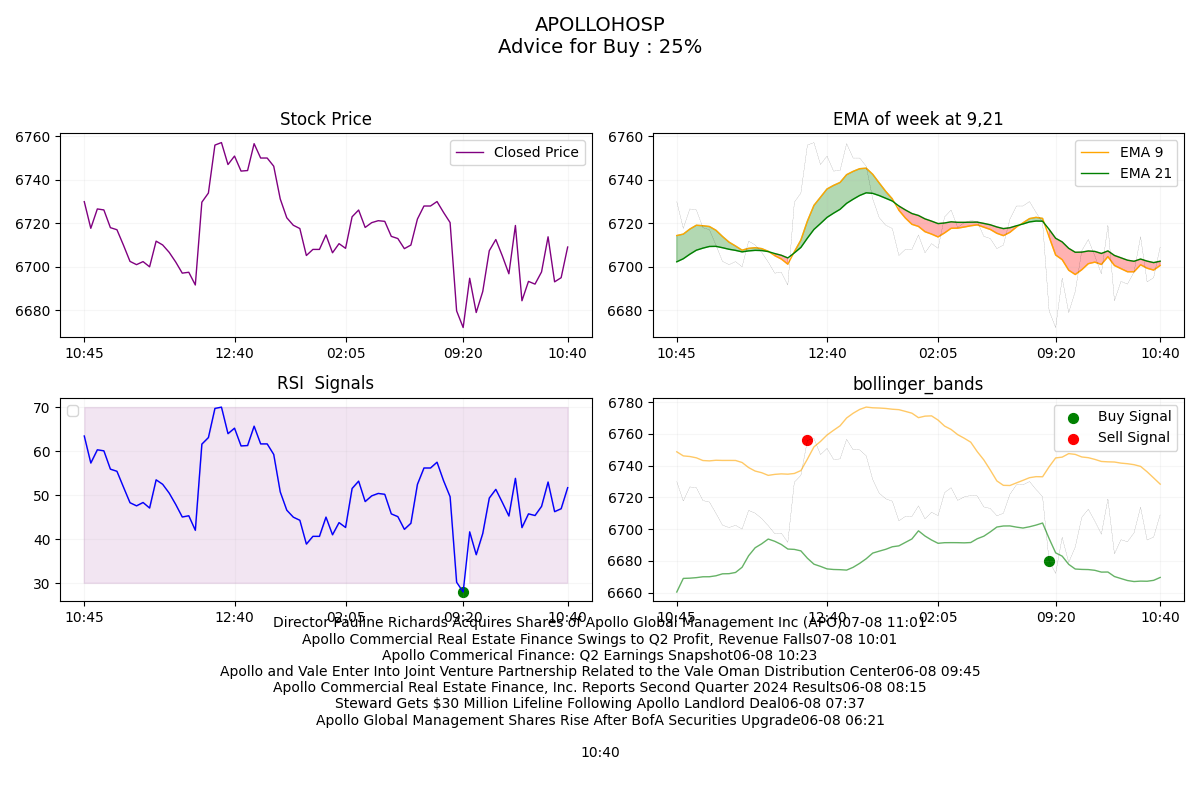 APOLLOHOSP
Advice for Buy : 25%
Stock Price
6760
6740
6720
6700
6680
Closed Price
10:45
12:40
02:05
09:20
10:40
EMA of week at 9,21
6760
6740
6720
6700
6680
EMA 9
EMA 21
10:45
12:40
02:05
09:20
10:40
RSI  Signals
70
60
50
40
30
10:45
12:40
02:05
09:20
10:40
bollinger_bands
6780
6760
6740
6720
6700
6680
6660
Buy Signal
Sell Signal
10:45
12:40
02:05
09:20
10:40
Director Pauline Richards Acquires Shares of Apollo Global Management Inc (APO)07-08 11:01
Apollo Commercial Real Estate Finance Swings to Q2 Profit, Revenue Falls07-08 10:01
Apollo Commerical Finance: Q2 Earnings Snapshot06-08 10:23
Apollo and Vale Enter Into Joint Venture Partnership Related to the Vale Oman Distribution Center06-08 09:45
Apollo Commercial Real Estate Finance, Inc. Reports Second Quarter 2024 Results06-08 08:15
Steward Gets $30 Million Lifeline Following Apollo Landlord Deal06-08 07:37
Apollo Global Management Shares Rise After BofA Securities Upgrade06-08 06:21
10:40